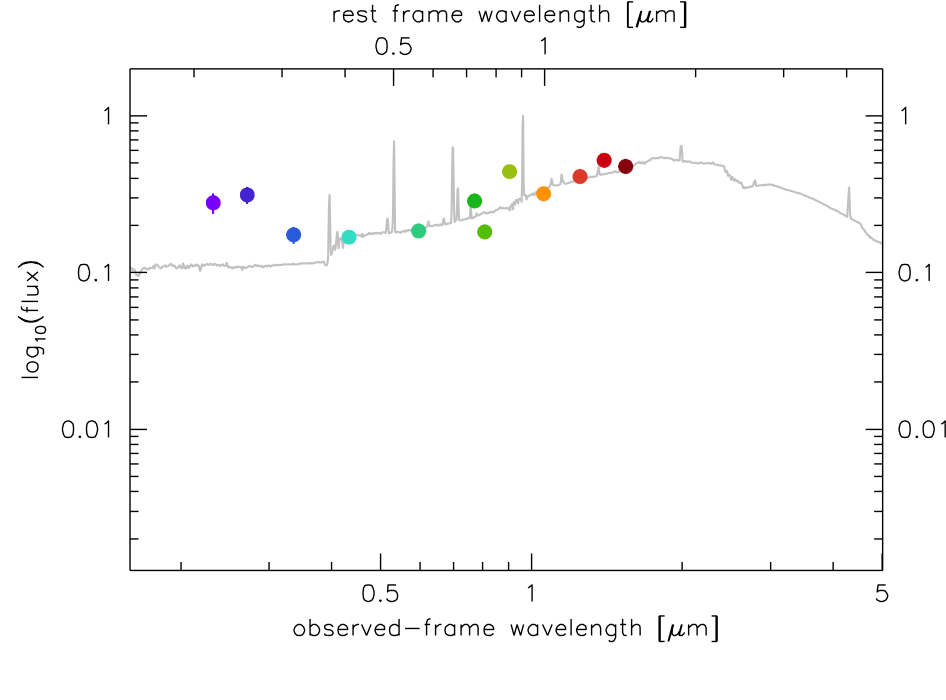 rest frame wavelength [μm]
0.5 1
1 1
0.1 0.1
log10(flux)
0.01 0.01
0.5 1 5
observed-frame wavelength [μm]